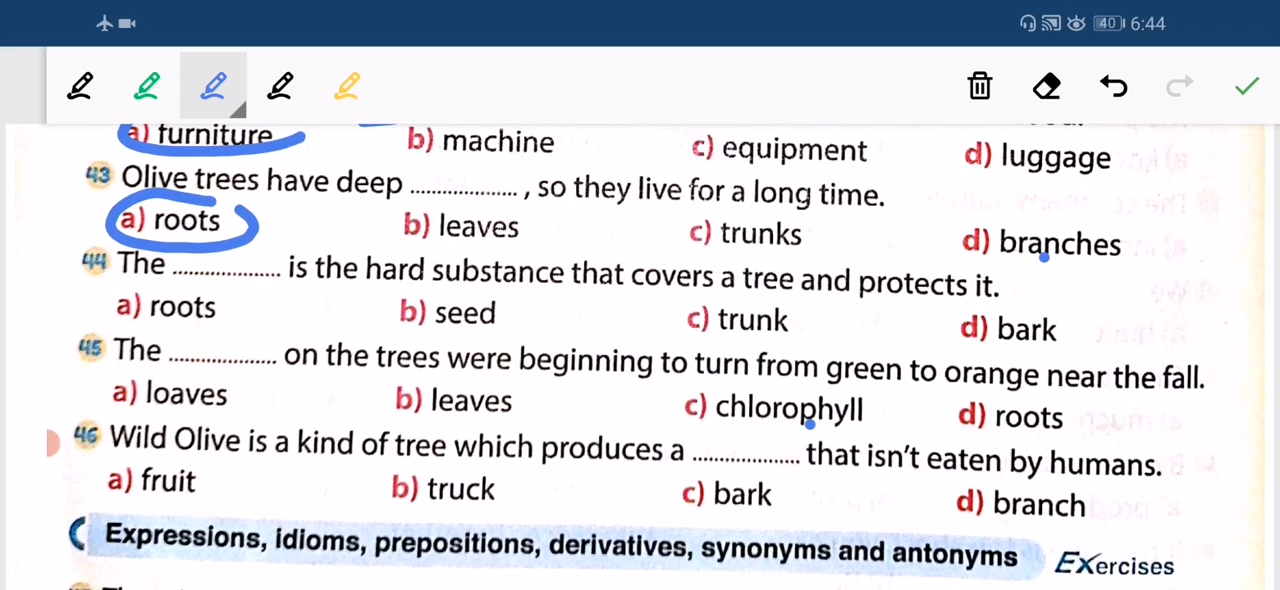 40 6:44
a) furniture b) machine c) equipment d) luggage
43 Olive trees have deep ..................... , so they live for a long time.
a) roots b) leaves c) trunks d) branches
44 The ..................... is the hard substance that covers a tree and protects it.
a) roots b) seed c) trunk d) bark
45 The ..................... on the trees were beginning to turn from green to orange near the fall.
a) loaves b) leaves c) chlorophyll d) roots
46 Wild Olive is a kind of tree which produces a ..................... that isn't eaten by humans.
a) fruit b) truck c) bark d) branch
Expressions, idioms, prepositions, derivatives, synonyms and antonyms EXercises